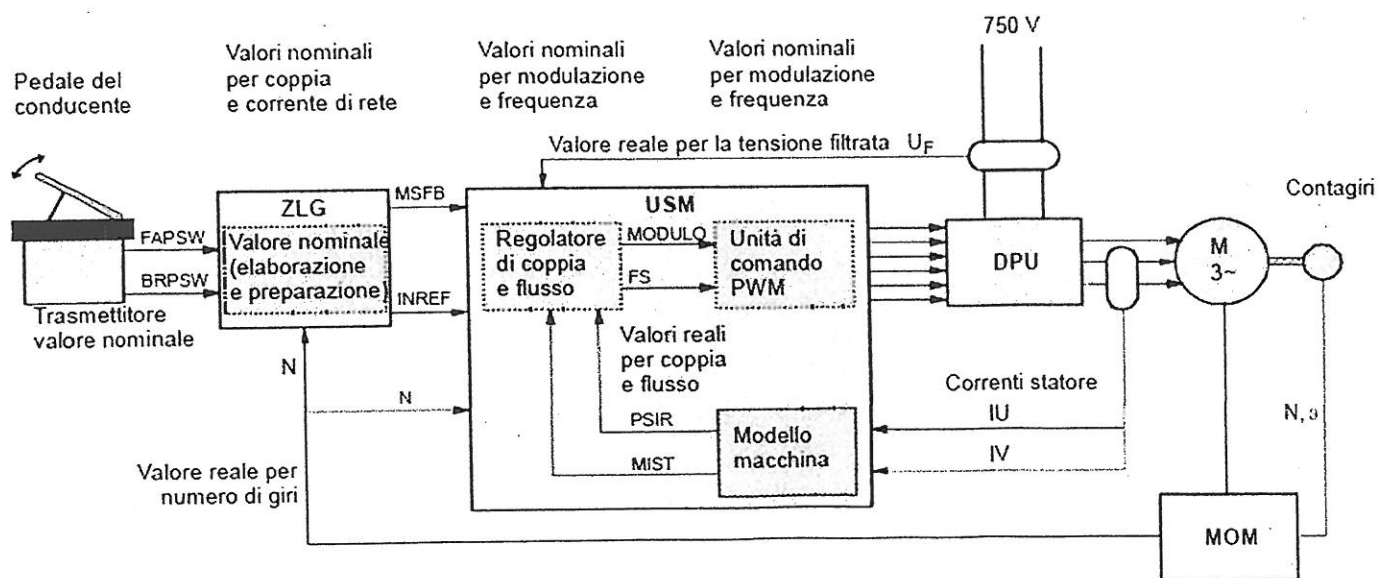 750 V
Valori nominali
per coppia
e corrente di rete
Valori nominali
per modulazione
e frequenza
Valori nominali
per modulazione
e frequenza
Pedale del
conducente
Valore reale per la tensione filtrata U_F
Contagiri
MSFB
ZLG
USM
FAPSW
BRPSW
Valore nominale
(elaborazione
e preparazione)
INREF
Regolatore
di coppia
e flusso
MODULO
FS
Unità di
comando
PWM
DPU
M
3~
Trasmettitore
valore nominale
Valori reali
per coppia
e flusso
N
N
Correnti statore
IU
IV
PSIR
MIST
Modello
macchina
Valore reale per
numero di giri
MOM